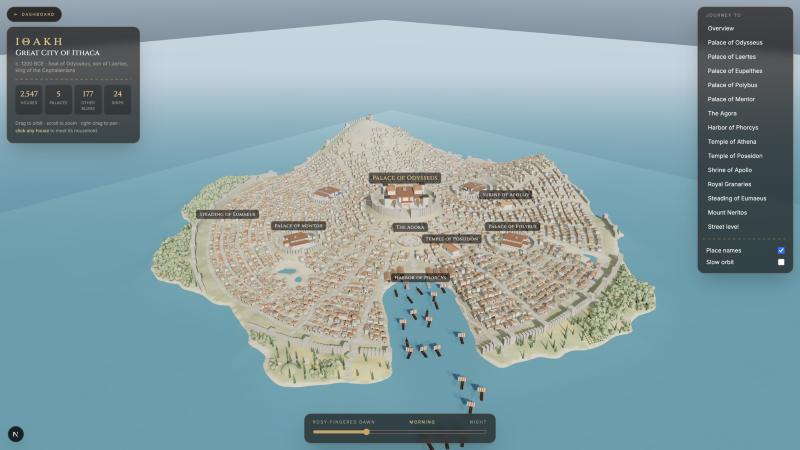 ← DASHBOARD
ΙΘΑΚΗ
GREAT CITY OF ITHACA
c. 1200 BCE · Seat of Odysseus, son of Laertes,
king of the Cephallenians
2,547
HOUSES
5
PALACES
177
OTHER
BLDGS
24
SHIPS
Drag to orbit · scroll to zoom · right-drag to pan ·
click any house to meet its household.
PALACE OF ODYSSEUS
SHRINE OF APOLLO
STEADING OF EUMAEUS
PALACE OF MENTOR
THE AGORA
PALACE OF POLYBUS
TEMPLE OF POSEIDON
HARBOR OF PHORCYS
JOURNEY TO
Overview
Palace of Odysseus
Palace of Laertes
Palace of Eupeithes
Palace of Polybus
Palace of Mentor
The Agora
Harbor of Phorcys
Temple of Athena
Temple of Poseidon
Shrine of Apollo
Royal Granaries
Steading of Eumaeus
Mount Neritos
Street level
Place names
Slow orbit
ROSY-FINGERED DAWN
MORNING
NIGHT
N